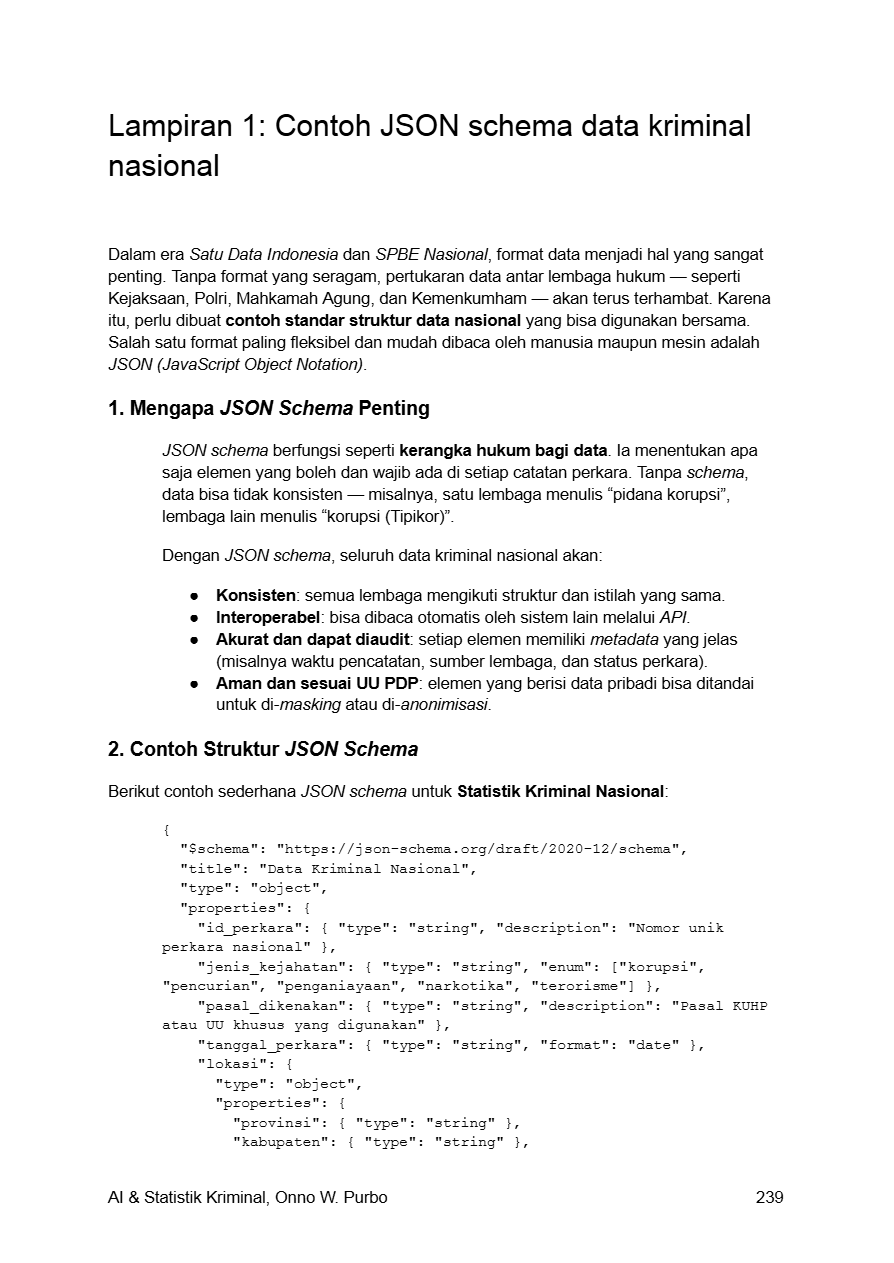 Lampiran 1: Contoh JSON schema data kriminal
nasional
Dalam era Satu Data Indonesia dan SPBE Nasional, format data menjadi hal yang sangat
penting. Tanpa format yang seragam, pertukaran data antar lembaga hukum — seperti
Kejaksaan, Polri, Mahkamah Agung, dan Kemenkumham — akan terus terhambat. Karena
itu, perlu dibuat contoh standar struktur data nasional yang bisa digunakan bersama.
Salah satu format paling fleksibel dan mudah dibaca oleh manusia maupun mesin adalah
JSON (JavaScript Object Notation).
1. Mengapa JSON Schema Penting
JSON schema berfungsi seperti kerangka hukum bagi data. Ia menentukan apa
saja elemen yang boleh dan wajib ada di setiap catatan perkara. Tanpa schema,
data bisa tidak konsisten — misalnya, satu lembaga menulis “pidana korupsi”,
lembaga lain menulis “korupsi (Tipikor)”.
Dengan JSON schema, seluruh data kriminal nasional akan:
● Konsisten: semua lembaga mengikuti struktur dan istilah yang sama.
● Interoperabel: bisa dibaca otomatis oleh sistem lain melalui API.
● Akurat dan dapat diaudit: setiap elemen memiliki metadata yang jelas
(misalnya waktu pencatatan, sumber lembaga, dan status perkara).
● Aman dan sesuai UU PDP: elemen yang berisi data pribadi bisa ditandai
untuk di-masking atau di-anonimisasi.
2. Contoh Struktur JSON Schema
Berikut contoh sederhana JSON schema untuk Statistik Kriminal Nasional:
{
  "$schema": "https://json-schema.org/draft/2020-12/schema",
  "title": "Data Kriminal Nasional",
  "type": "object",
  "properties": {
    "id_perkara": { "type": "string", "description": "Nomor unik
perkara nasional" },
    "jenis_kejahatan": { "type": "string", "enum": ["korupsi",
"pencurian", "penganiayaan", "narkotika", "terorisme"] },
    "pasal_dikenakan": { "type": "string", "description": "Pasal KUHP
atau UU khusus yang digunakan" },
    "tanggal_perkara": { "type": "string", "format": "date" },
    "lokasi": {
      "type": "object",
      "properties": {
        "provinsi": { "type": "string" },
        "kabupaten": { "type": "string" },
AI & Statistik Kriminal, Onno W. Purbo 239